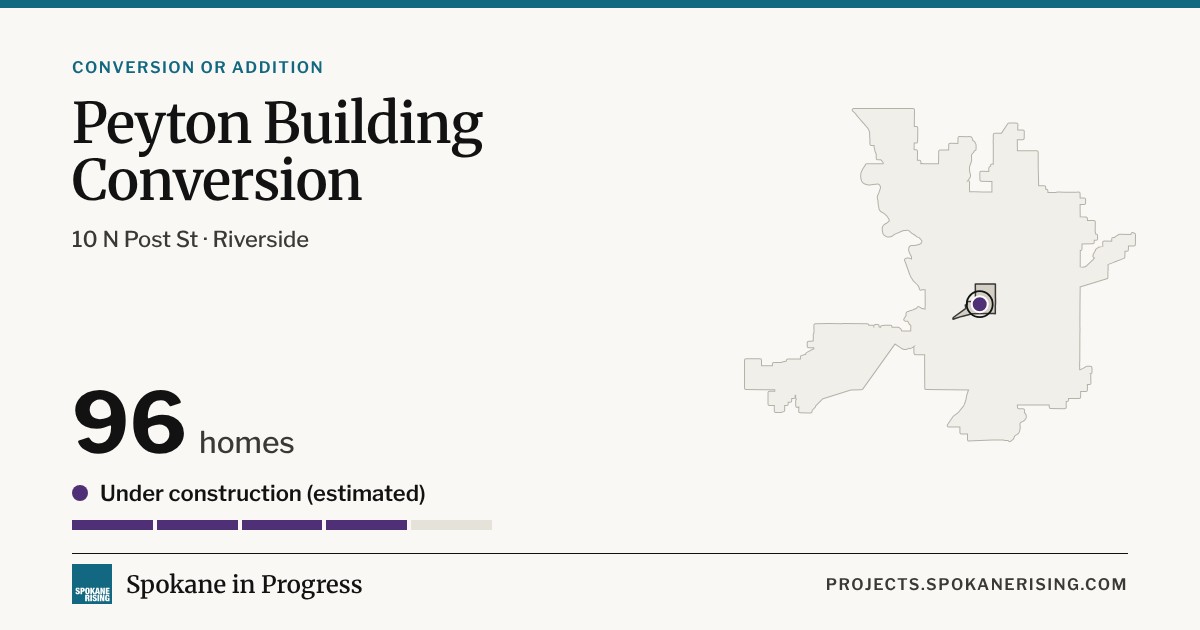 CONVERSION OR ADDITION
Peyton Building
Conversion
10 N Post St · Riverside
96 homes
Under construction (estimated)
SPOKANE
RISING
Spokane in Progress
PROJECTS.SPOKANERISING.COM